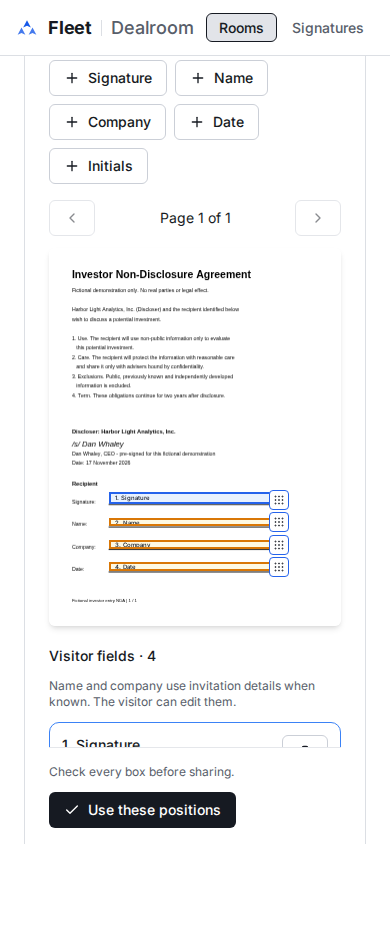 Fleet Dealroom Rooms Signatures
Signature Name
Company Date
Initials
Page 1 of 1
Investor Non-Disclosure Agreement
Fictional demonstration only. No real parties or legal effect.
Harbor Light Analytics, Inc. (Discloser) and the recipient identified below
wish to discuss a potential investment.
1. Use. The recipient will use non-public information only to evaluate
this potential investment.
2. Care. The recipient will protect the information with reasonable care
and share it only with advisers bound by confidentiality.
3. Exclusions. Public, previously known and independently developed
information is excluded.
4. Term. These obligations continue for two years after disclosure.
Discloser: Harbor Light Analytics, Inc.
/s/ Dan Whaley
Dan Whaley, CEO - pre-signed for this fictional demonstration
Date: 17 November 2026
Recipient
Signature: 1. Signature
Name: 2. Name
Company: 3. Company
Date: 4. Date
Fictional investor entry NDA | 1 / 1
Visitor fields · 4
Name and company use invitation details when
known. The visitor can edit them.
1. Signature
Check every box before sharing.
Use these positions